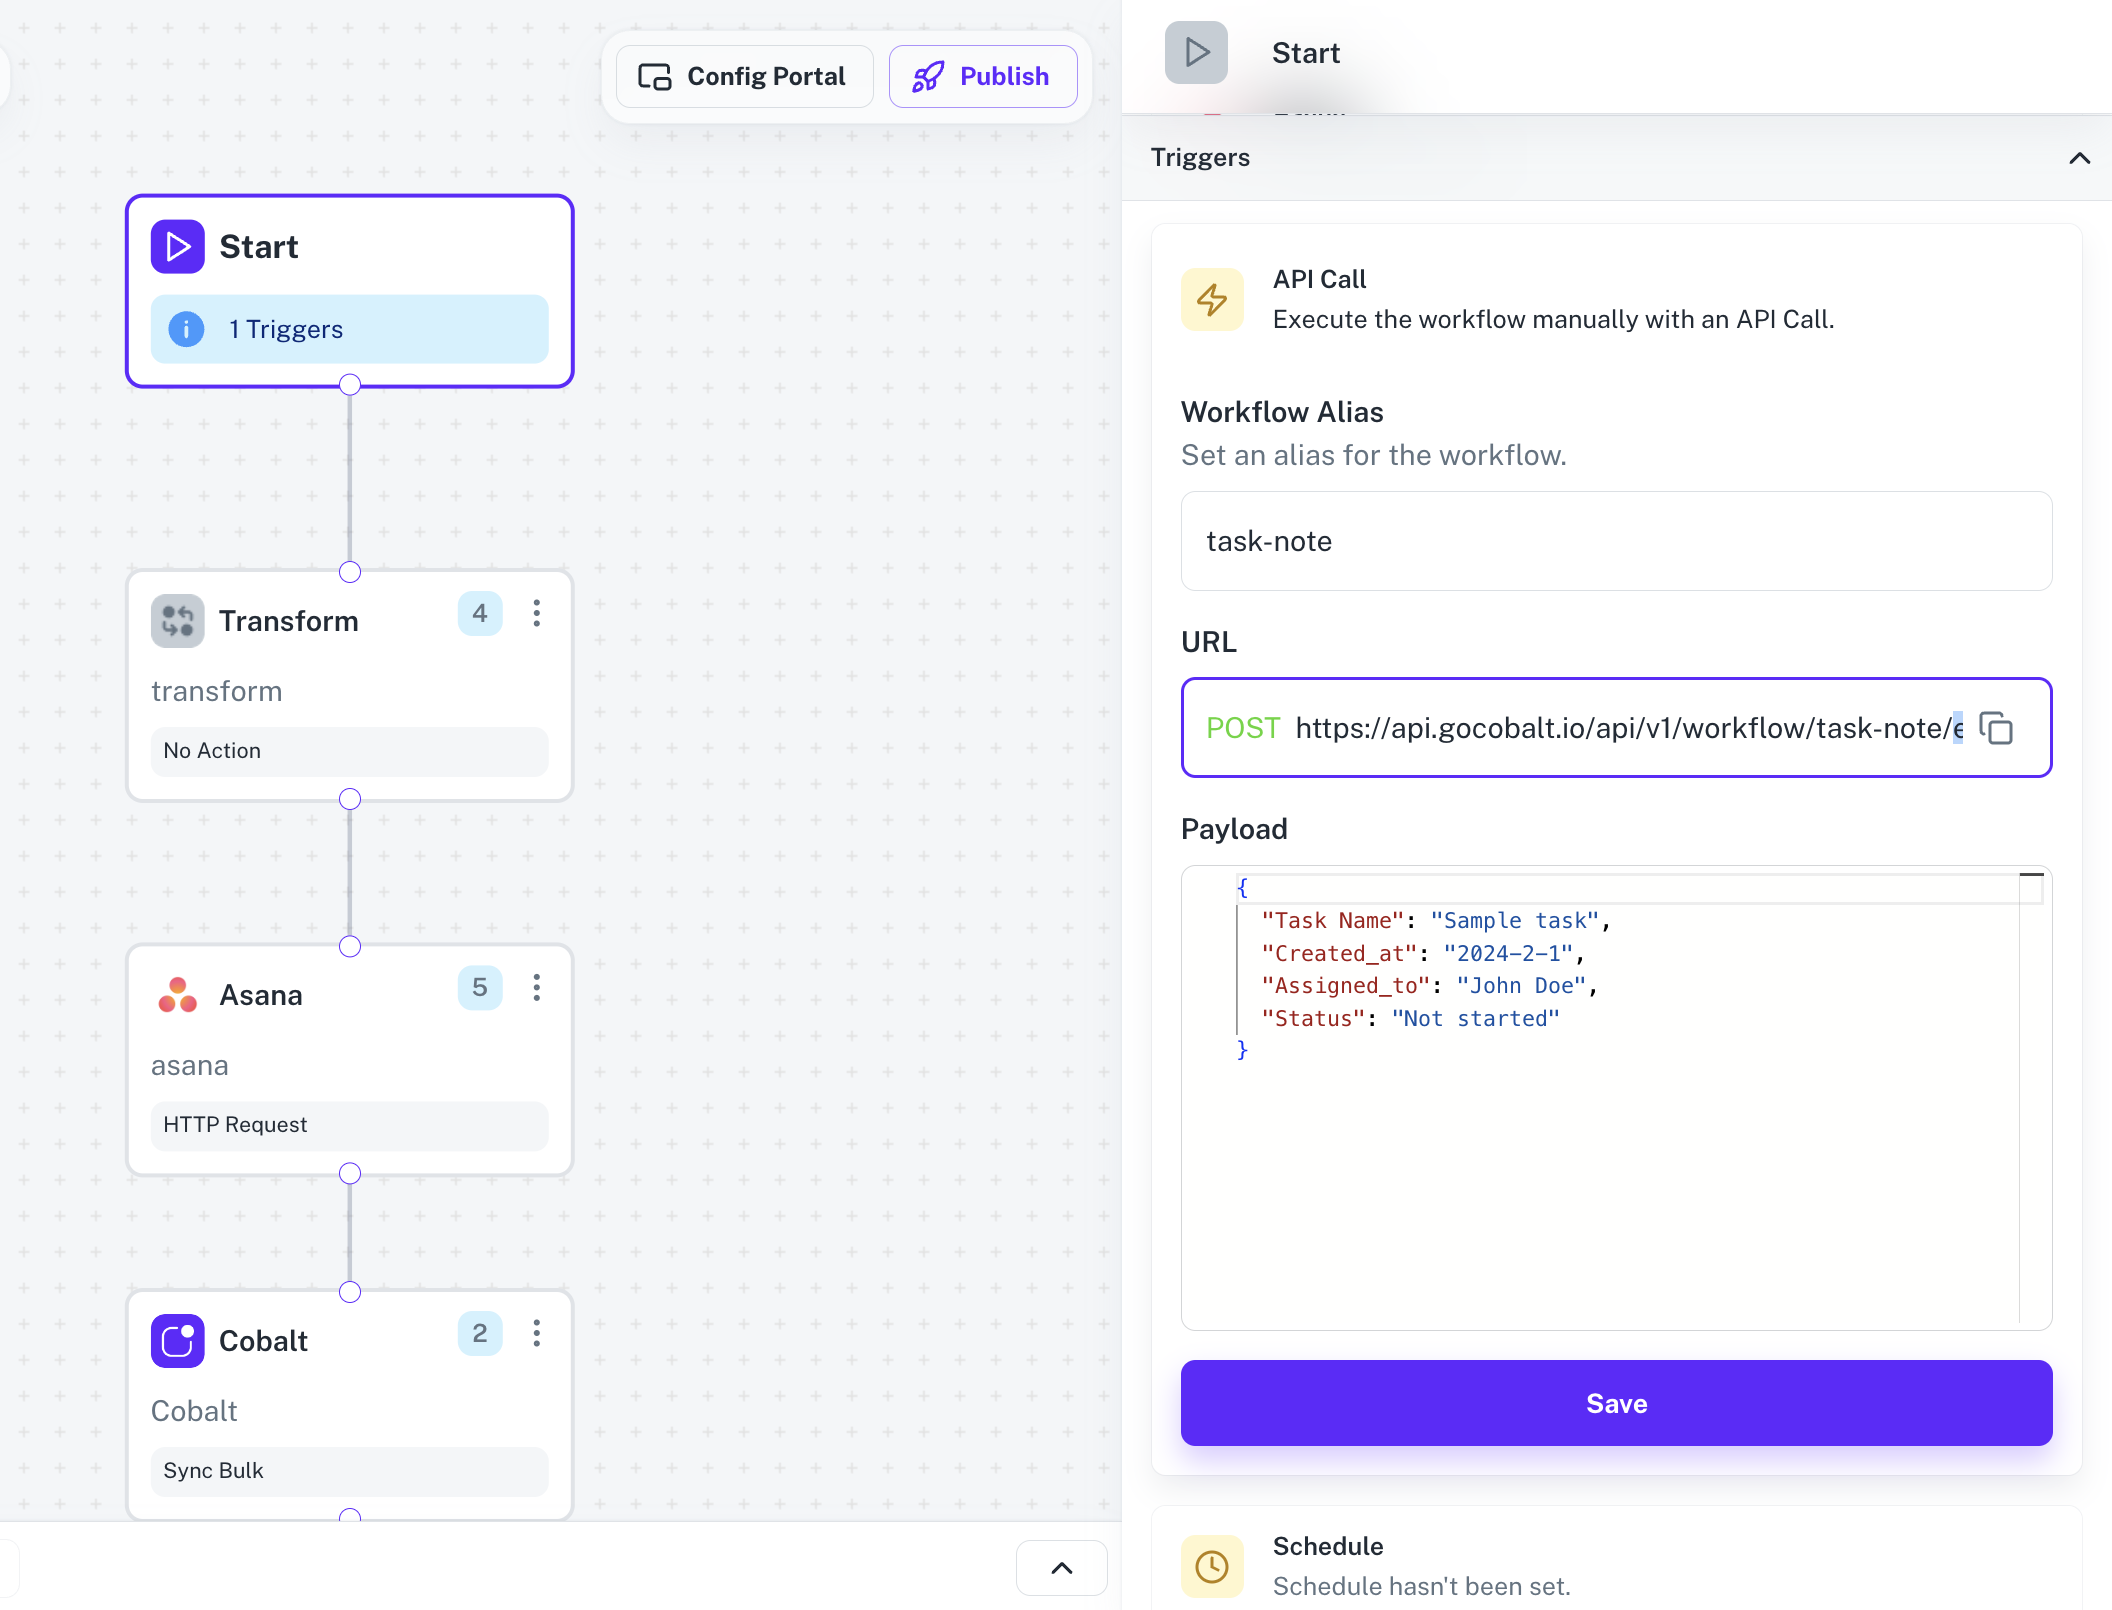 Config Portal
Publish
Start
1 Triggers
Transform
4
transform
No Action
Asana
5
asana
HTTP Request
Cobalt
2
Cobalt
Sync Bulk
Start
Triggers
API Call
Execute the workflow manually with an API Call.
Workflow Alias
Set an alias for the workflow.
task-note
URL
POST https://api.gocobalt.io/api/v1/workflow/task-note/e
Payload
{
"Task Name": "Sample task",
"Created_at": "2024-2-1",
"Assigned_to": "John Doe",
"Status": "Not started"
}
Save
Schedule
Schedule hasn't been set.